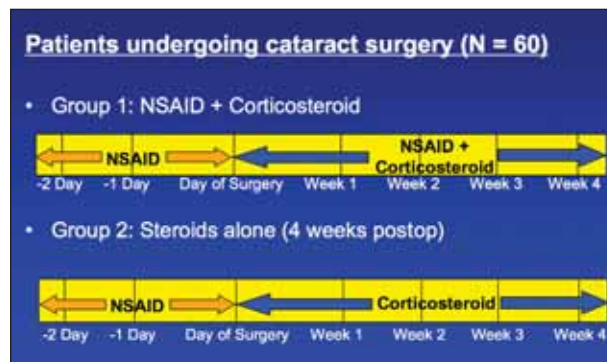 Patients undergoing cataract surgery (N = 60)
• Group 1: NSAID + Corticosteroid
NSAID
NSAID +
Corticosteroid
-2 Day -1 Day Day of Surgery Week 1 Week 2 Week 3 Week 4
• Group 2: Steroids alone (4 weeks postop)
NSAID Corticosteroid
-2 Day -1 Day Day of Surgery Week 1 Week 2 Week 3 Week 4